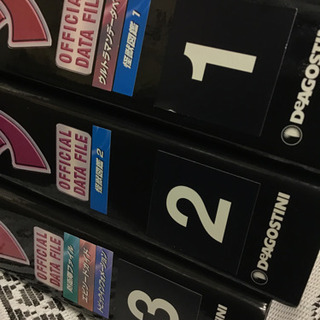 OFFICIAL
DATA FILE
怪獣図鑑 1
1
DeAGOSTINI
OFFICIAL
DATA FILE
怪獣図鑑 2
2
DeAGOSTINI
OFFICIAL
DATA FILE
3
DeAGOSTINI